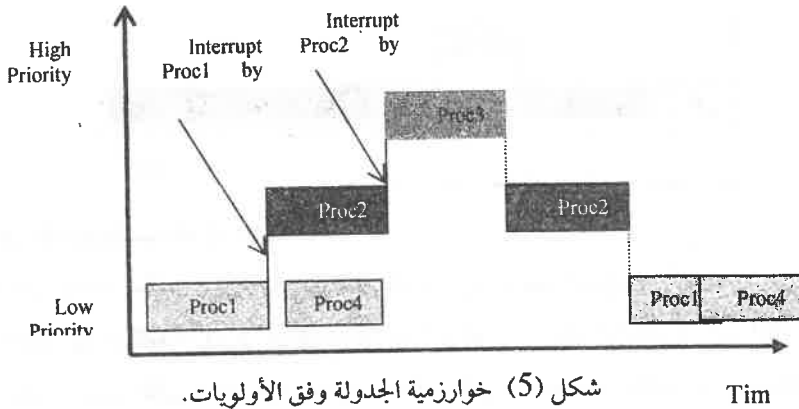 High
Priority
Interrupt
Proc1 by
Interrupt
Proc2 by
Proc3
Proc2
Proc2
Proc1
Proc4
Proc1
Proc4
Low
Priority
شكل (5) خوارزمية الجدولة وفق الأولويات.
Tim